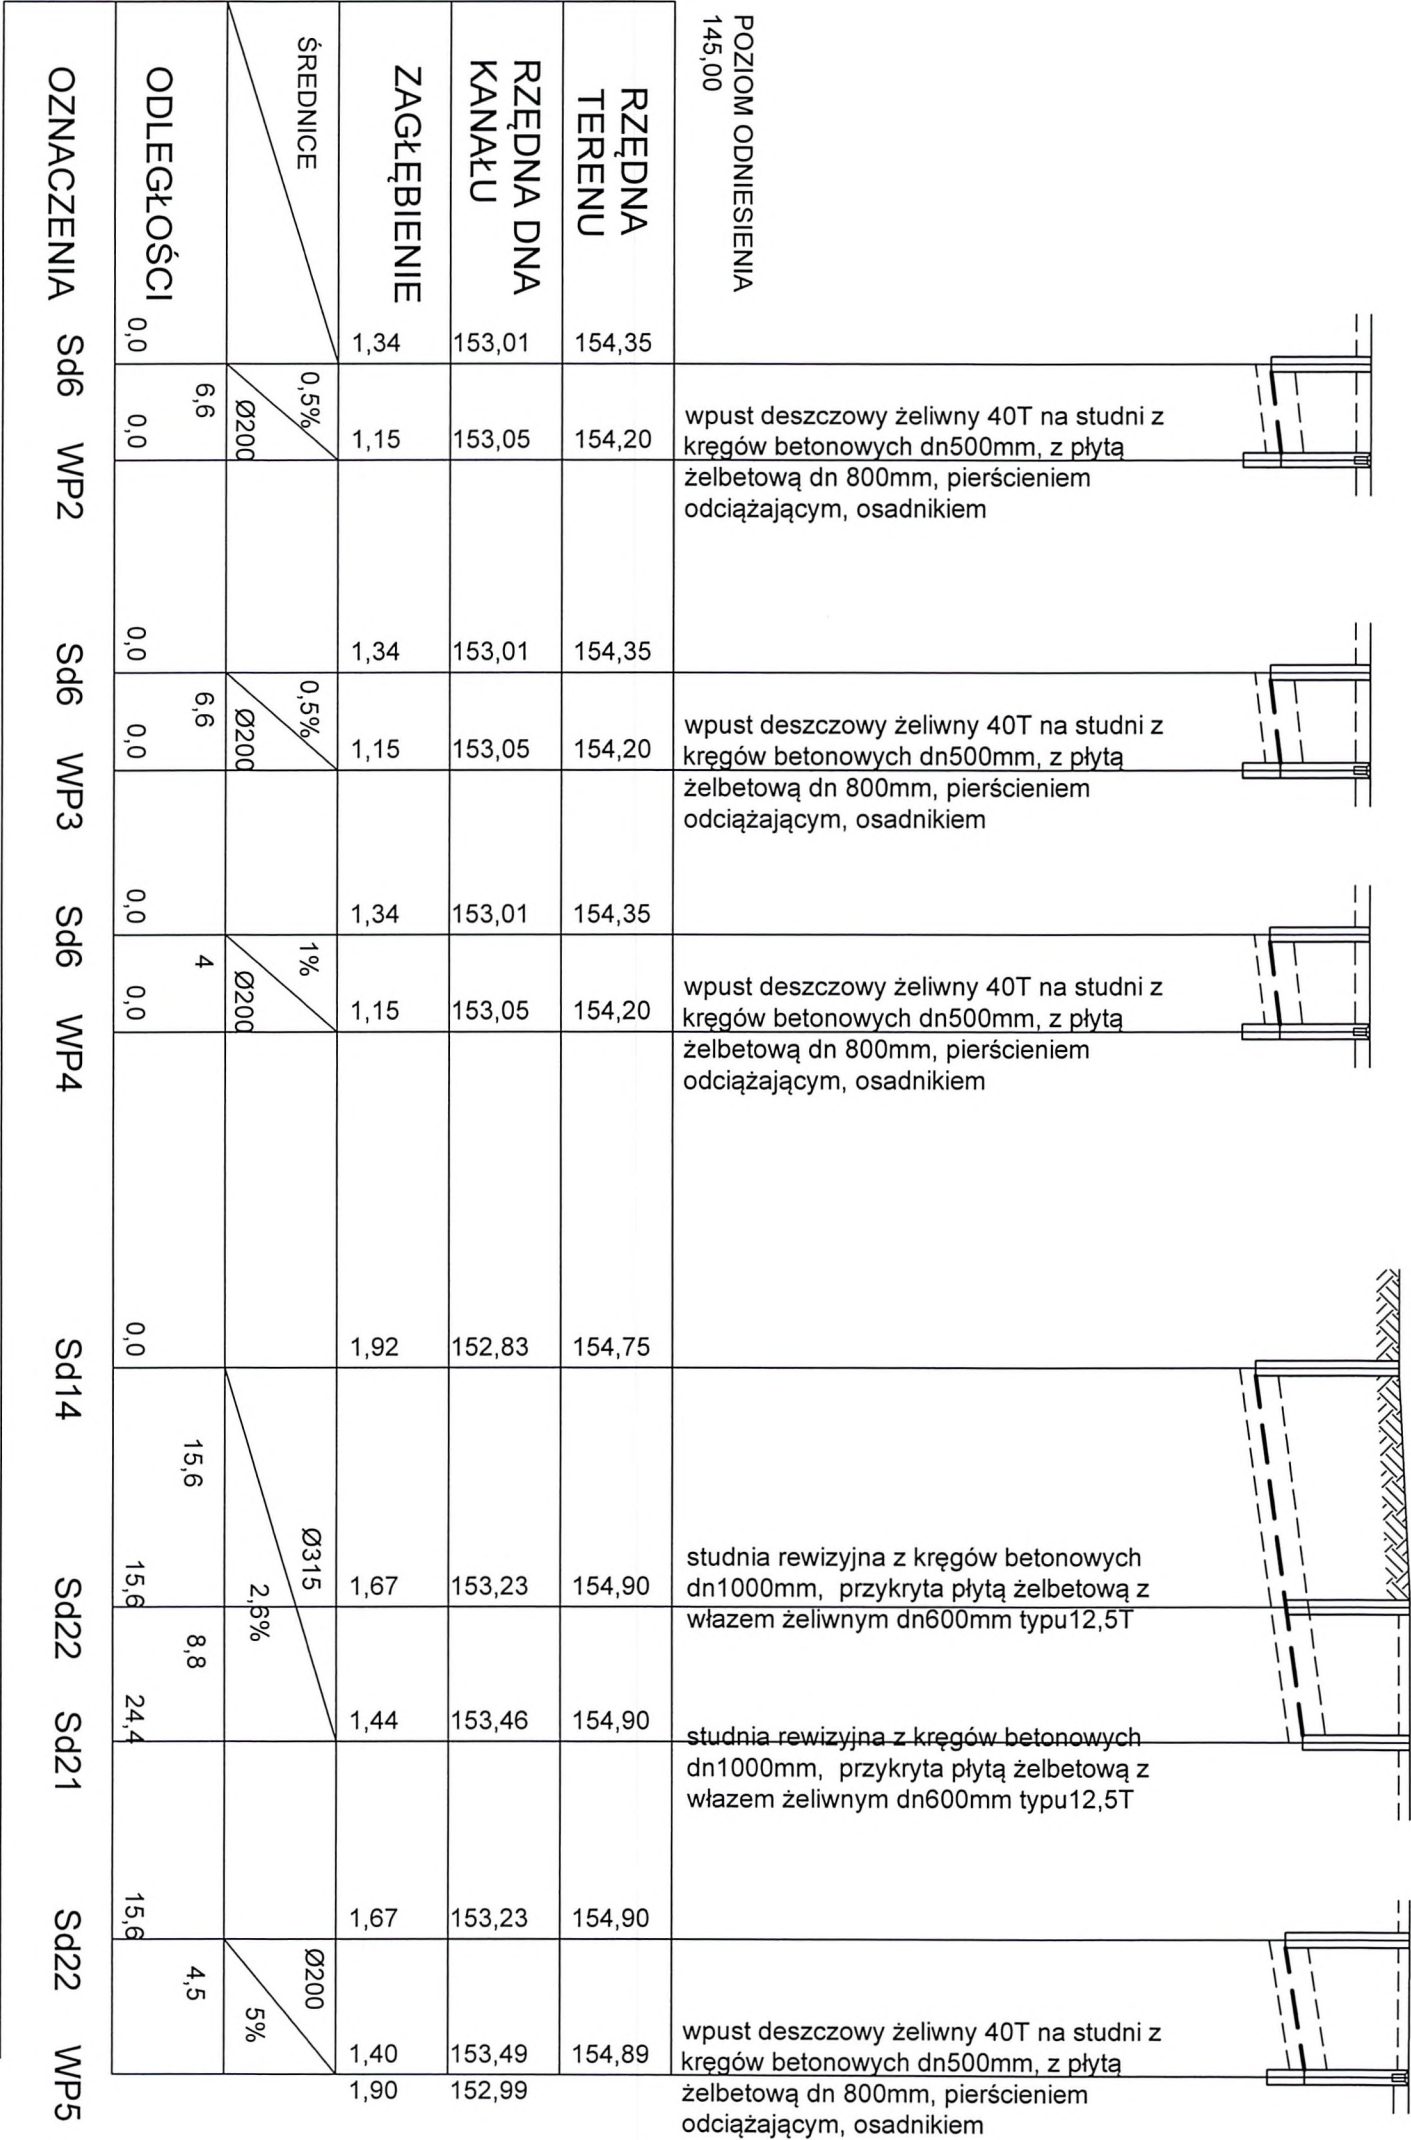 POZIOM ODNIESIENIA
145,00
RZĘDNA
TERENU
RZĘDNA DNA
KANAŁU
ZAGŁĘBIENIE
ŚREDNICE
ODLEGŁOŚCI
OZNACZENIA
154,35
153,01
1,34
0,0
Sd6
0,5%
Ø200
6,6
wpust deszczowy żeliwny 40T na studni z
kręgów betonowych dn500mm, z płytą
żelbetową dn 800mm, pierścieniem
odciążającym, osadnikiem
154,20
153,05
1,15
0,0
WP2
154,35
153,01
1,34
0,0
Sd6
0,5%
Ø200
6,6
wpust deszczowy żeliwny 40T na studni z
kręgów betonowych dn500mm, z płytą
żelbetową dn 800mm, pierścieniem
odciążającym, osadnikiem
154,20
153,05
1,15
0,0
WP3
154,35
153,01
1,34
0,0
Sd6
1%
Ø200
4
wpust deszczowy żeliwny 40T na studni z
kręgów betonowych dn500mm, z płytą
żelbetową dn 800mm, pierścieniem
odciążającym, osadnikiem
154,20
153,05
1,15
0,0
WP4
154,75
152,83
1,92
0,0
Sd14
15,6
Ø315
2,6%
studnia rewizyjna z kręgów betonowych
dn1000mm, przykryta płytą żelbetową z
włazem żeliwnym dn600mm typu12,5T
154,90
153,23
1,67
15,6
Sd22
8,8
studnia rewizyjna z kręgów betonowych
dn1000mm, przykryta płytą żelbetową z
włazem żeliwnym dn600mm typu12,5T
154,90
153,46
1,44
24,4
Sd21
154,90
153,23
1,67
15,6
Sd22
Ø200
5%
4,5
wpust deszczowy żeliwny 40T na studni z
kręgów betonowych dn500mm, z płytą
żelbetową dn 800mm, pierścieniem
odciążającym, osadnikiem
154,89
153,49
1,40
152,99
1,90
WP5